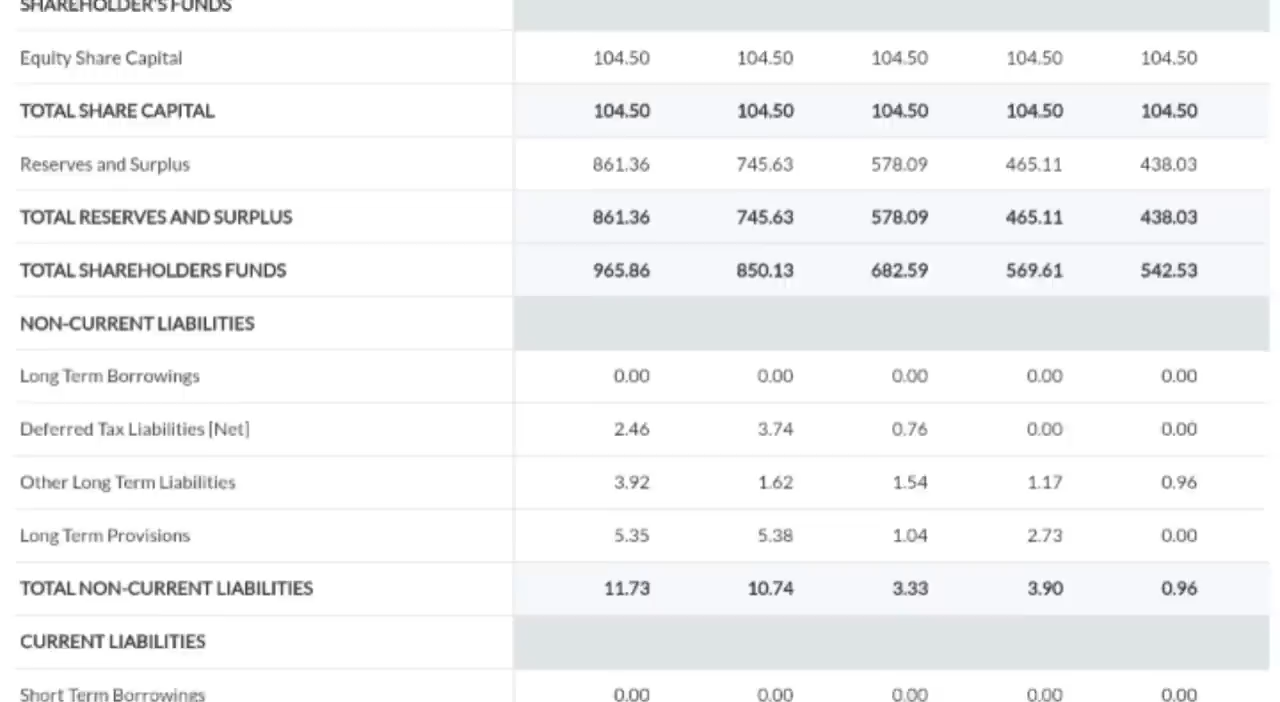 SHAREHOLDER'S FUNDS
Equity Share Capital 104.50 104.50 104.50 104.50 104.50
TOTAL SHARE CAPITAL 104.50 104.50 104.50 104.50 104.50
Reserves and Surplus 861.36 745.63 578.09 465.11 438.03
TOTAL RESERVES AND SURPLUS 861.36 745.63 578.09 465.11 438.03
TOTAL SHAREHOLDERS FUNDS 965.86 850.13 682.59 569.61 542.53
NON-CURRENT LIABILITIES
Long Term Borrowings 0.00 0.00 0.00 0.00 0.00
Deferred Tax Liabilities [Net] 2.46 3.74 0.76 0.00 0.00
Other Long Term Liabilities 3.92 1.62 1.54 1.17 0.96
Long Term Provisions 5.35 5.38 1.04 2.73 0.00
TOTAL NON-CURRENT LIABILITIES 11.73 10.74 3.33 3.90 0.96
CURRENT LIABILITIES
Short Term Borrowings 0.00 0.00 0.00 0.00 0.00